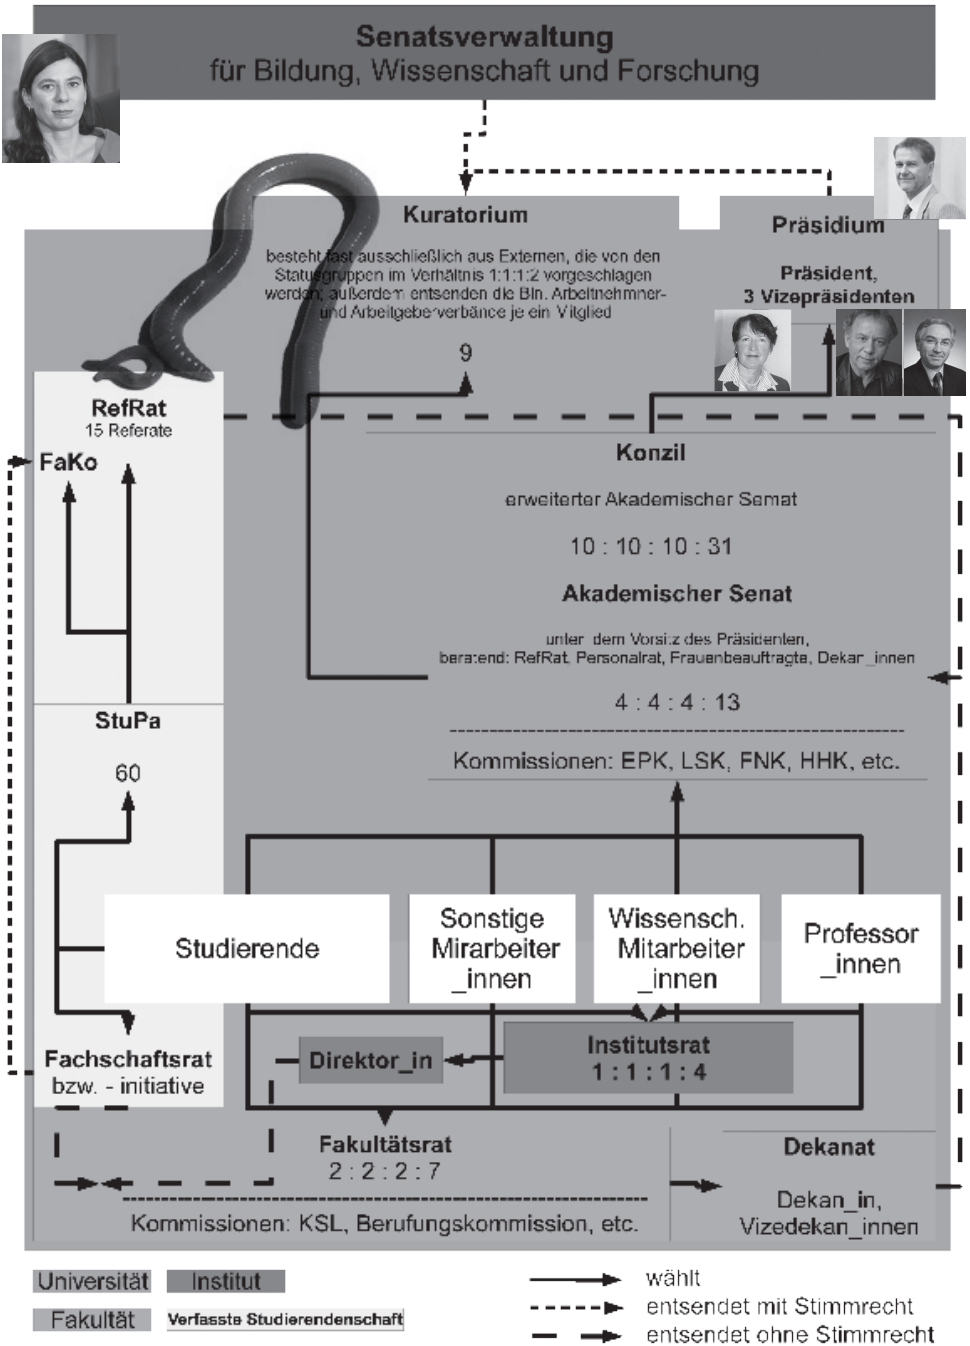 Senatsverwaltung
für Bildung, Wissenschaft und Forschung
Kuratorium
besteht fast ausschließlich aus Externen, die von den
Statusgruppen im Verhältnis 1:1:1:2 vorgeschlagen
werden; außerdem entsenden die Bln. Arbeitnehmner-
und Arbeitgeberverbände je ein Mitglied
9
Präsidium
Präsident,
3 Vizepräsidenten
RefRat
15 Referate
FaKo
Konzil
erweiterter Akademischer Semat
10 : 10 : 10 : 31
Akademischer Senat
unter dem Vorsitz des Präsidenten,
beratend: RefRat, Personalrat, Frauenbeauftragte, Dekan_innen
4 : 4 : 4 : 13
Kommissionen: EPK, LSK, FNK, HHK, etc.
StuPa
60
Studierende
Sonstige
Mirarbeiter
_innen
Wissensch.
Mitarbeiter
_innen
Professor
_innen
Fachschaftsrat
bzw. - initiative
Direktor_in
Institutsrat
1 : 1 : 1 : 4
Fakultätsrat
2 : 2 : 2 : 7
Kommissionen: KSL, Berufungskommission, etc.
Dekanat
Dekan_in,
Vizedekan_innen
Universität
Institut
Fakultät
Verfasste Studierendenschaft
wählt
entsendet mit Stimmrecht
entsendet ohne Stimmrecht